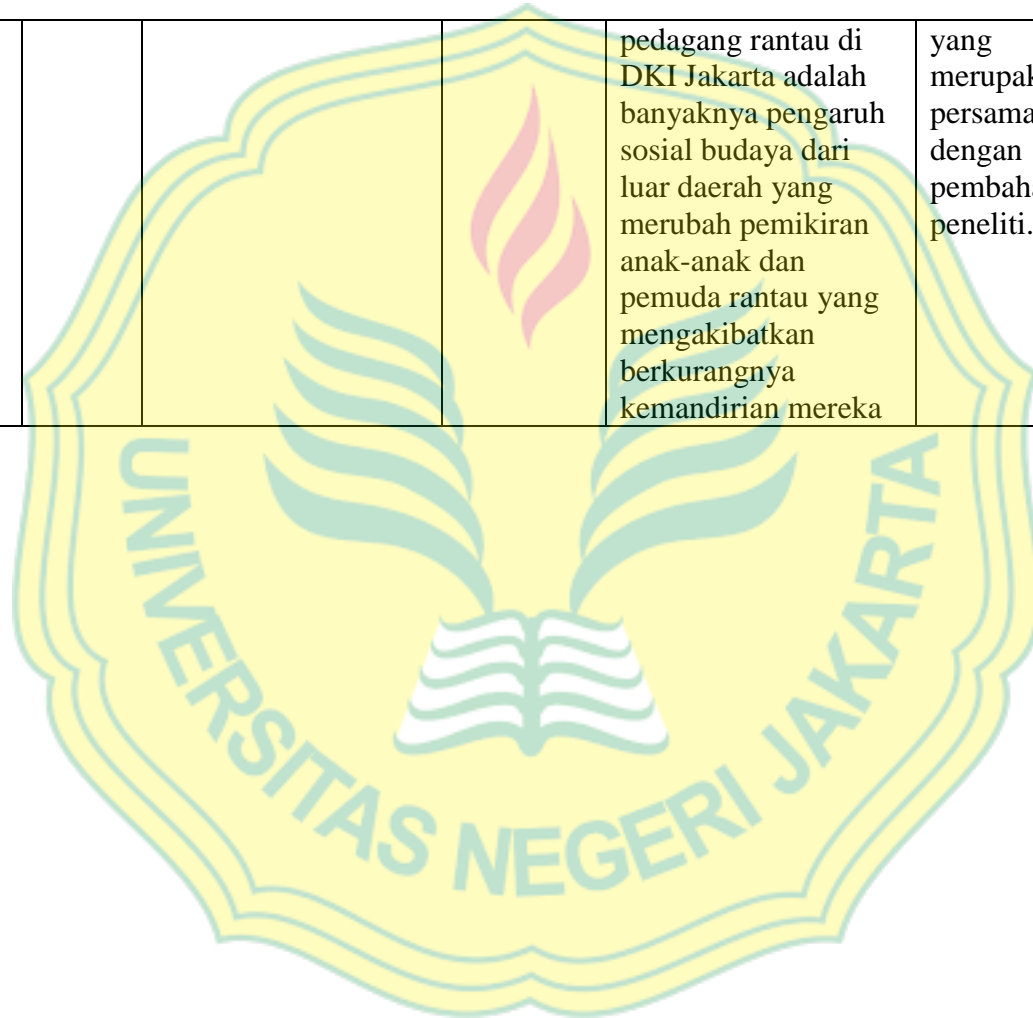 pedagang rantau di
DKI Jakarta adalah
banyaknya pengaruh
sosial budaya dari
luar daerah yang
merubah pemikiran
anak-anak dan
pemuda rantau yang
mengakibatkan
berkurangnya
kemandirian mereka
yang
dengan
peneliti.
UNIVERSITAS NEGERI JAKARTA